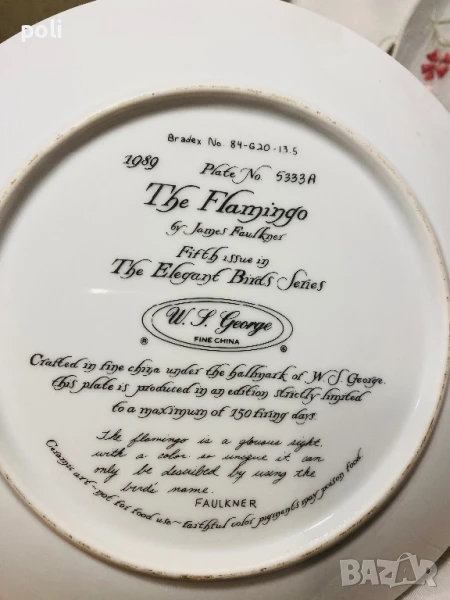 poli
Bradex No. 84-G20-13.5
1989 Plate No. 5333A
The Flamingo
by James Faulkner
Fifth issue in
The Elegant Birds Series
W. S. George
FINE CHINA
® ®
Crafted in fine china under the hallmark of W. S. George.
this plate is produced in an edition strictly limited
to a maximum of 150 firing days.
The flamingo is a glorious sight
with a color so unique it can
only be described by using the
bird's name.
FAULKNER
Ceramic art~not for food use~faithful color pigments may poison food.
BAZAR